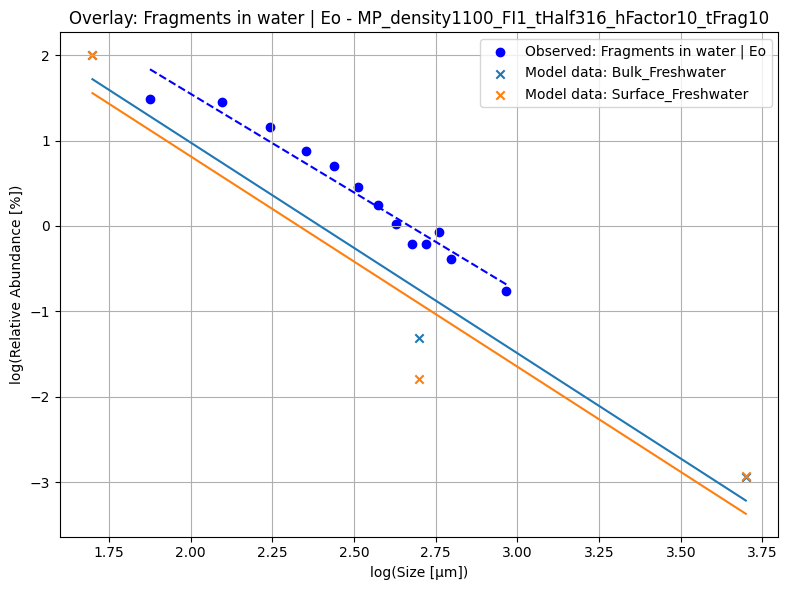 Overlay: Fragments in water | Eo - MP_density1100_FI1_tHalf316_hFactor10_tFrag10
Observed: Fragments in water | Eo
Model data: Bulk_Freshwater
Model data: Surface_Freshwater
log(Relative Abundance [%])
2
1
0
−1
−2
−3
1.75
2.00
2.25
2.50
2.75
3.00
3.25
3.50
3.75
log(Size [µm])